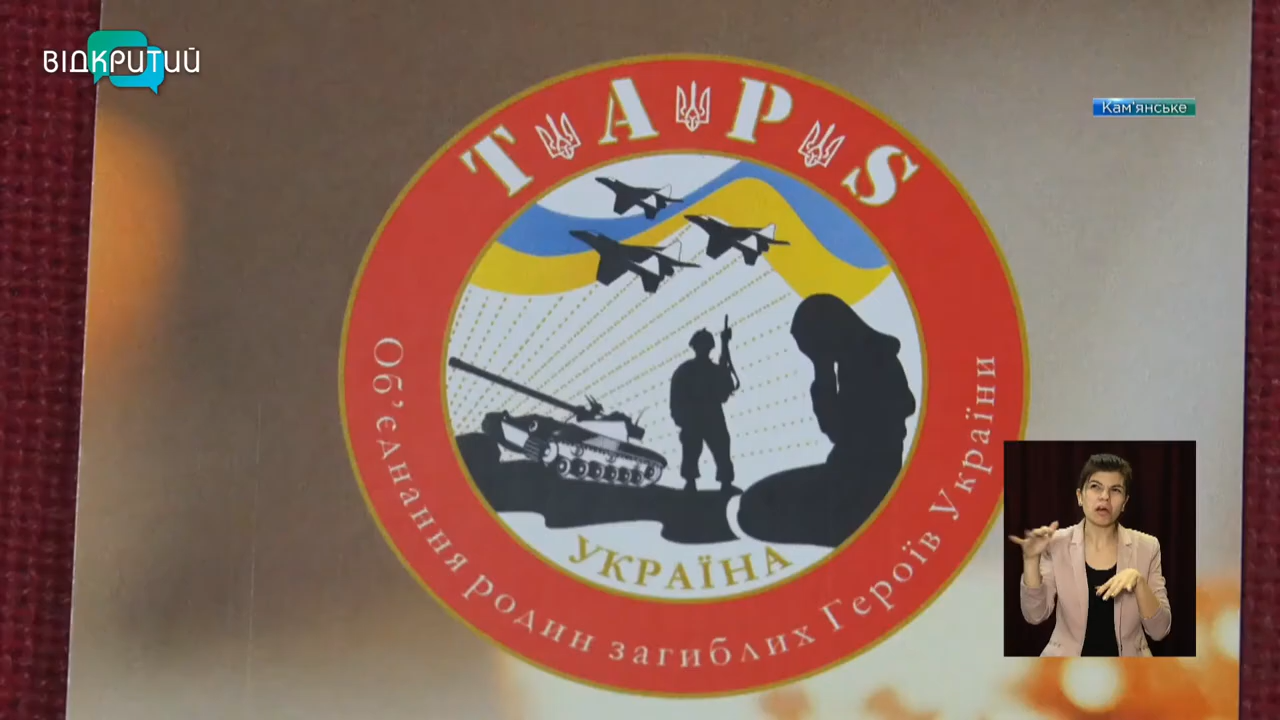 ВІДКРИТИЙ
Кам'янське
TAPS
УКРАЇНА
Об'єднання родин загиблих Героїв України